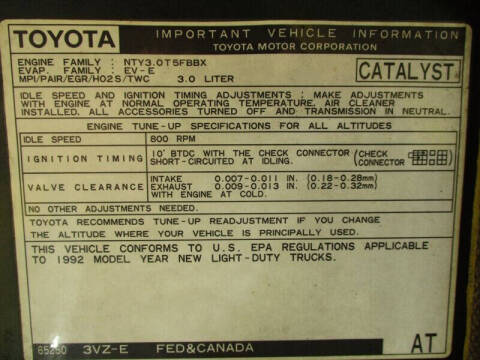 TOYOTA
IMPORTANT VEHICLE INFORMATION
TOYOTA MOTOR CORPORATION
ENGINE FAMILY : NTY3.0T5FBBX
EVAP. FAMILY : EV-E
MPI/PAIR/EGR/HO2S/TWC 3.0 LITER
CATALYST
IDLE SPEED AND IGNITION TIMING ADJUSTMENTS : MAKE ADJUSTMENTS
WITH ENGINE AT NORMAL OPERATING TEMPERATURE, AIR CLEANER
INSTALLED, ALL ACCESSORIES TURNED OFF AND TRANSMISSION IN NEUTRAL.
ENGINE TUNE-UP SPECIFICATIONS FOR ALL ALTITUDES
IDLE SPEED 800 RPM
IGNITION TIMING 10° BTDC WITH THE CHECK CONNECTOR SHORT-CIRCUITED AT IDLING. (CHECK CONNECTOR )
VALVE CLEARANCE INTAKE 0.007-0.011 IN. (0.18-0.28mm)
EXHAUST 0.009-0.013 IN. (0.22-0.32mm)
WITH ENGINE AT COLD.
NO OTHER ADJUSTMENTS NEEDED.
TOYOTA RECOMMENDS TUNE-UP READJUSTMENT IF YOU CHANGE
THE ALTITUDE WHERE YOUR VEHICLE IS PRINCIPALLY USED.
THIS VEHICLE CONFORMS TO U.S. EPA REGULATIONS APPLICABLE
TO 1992 MODEL YEAR NEW LIGHT-DUTY TRUCKS.
65250 3VZ-E FED&CANADA AT